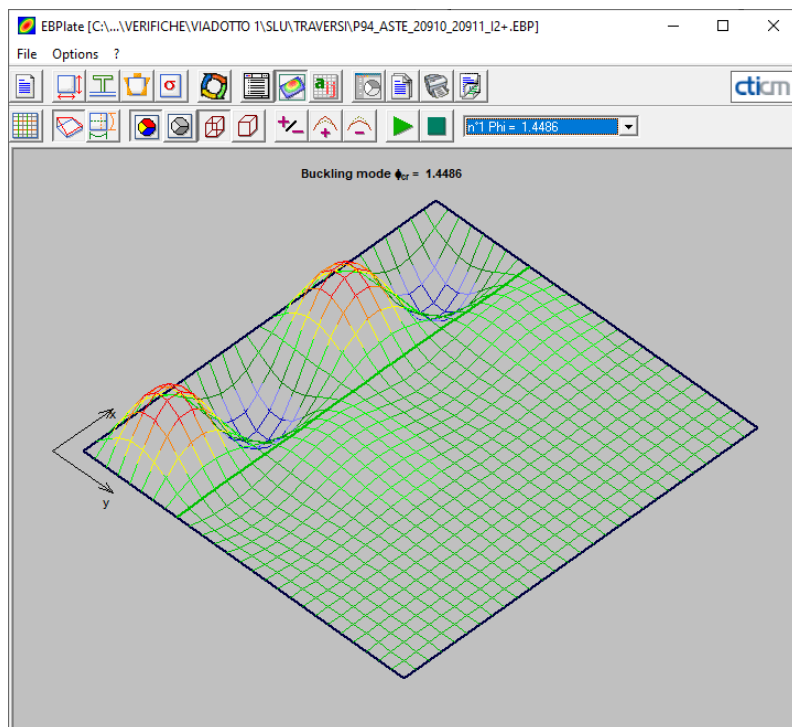 EBPlate [C:\...\VERIFICHE\VIADOTTO 1\SLU\TRAVERSI\P94_ASTE_20910_20911_I2+.EBP]
File Options ?
σ
cticm
n°1 Phi = 1.4486
Buckling mode ϕcr = 1.4486
x
y